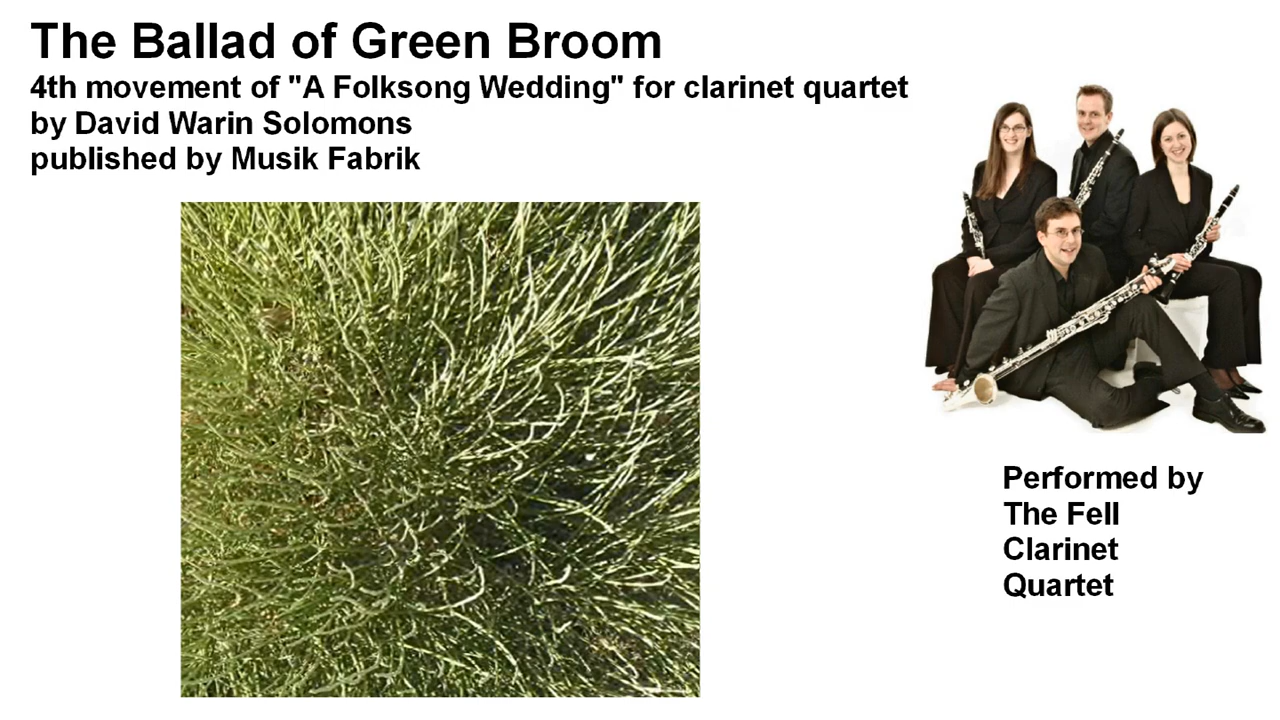 The Ballad of Green Broom
4th movement of "A Folksong Wedding" for clarinet quartet
by David Warin Solomons
published by Musik Fabrik
Performed by
The Fell
Clarinet
Quartet